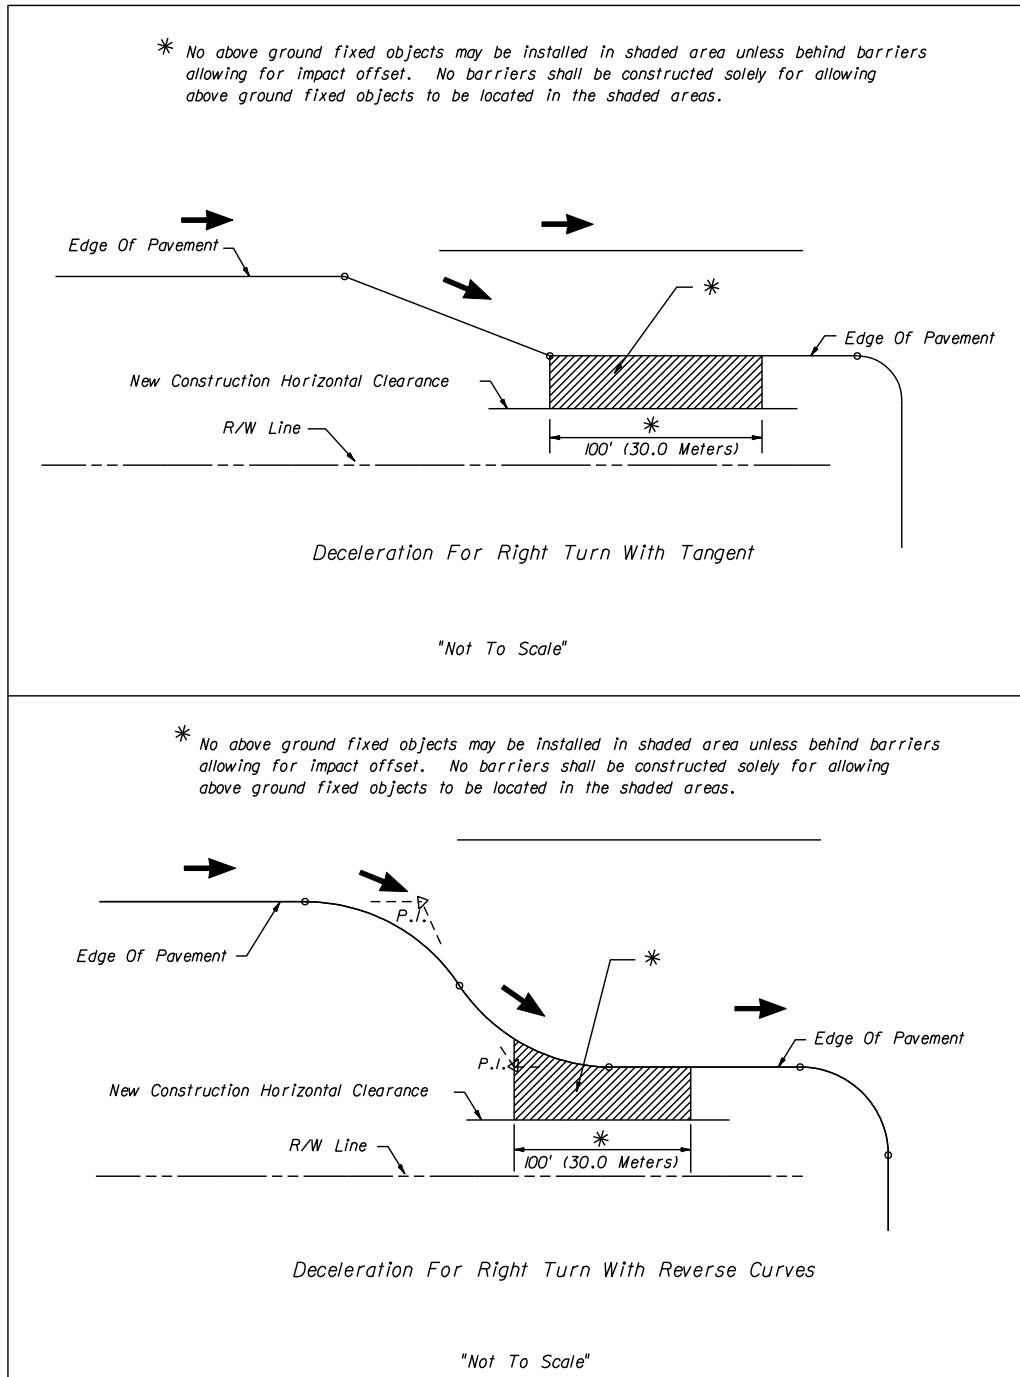 * No above ground fixed objects may be installed in shaded area unless behind barriers
allowing for impact offset. No barriers shall be constructed solely for allowing
above ground fixed objects to be located in the shaded areas.
Edge Of Pavement
*
Edge Of Pavement
New Construction Horizontal Clearance
R/W Line
*
100' (30.0 Meters)
Deceleration For Right Turn With Tangent
"Not To Scale"
* No above ground fixed objects may be installed in shaded area unless behind barriers
allowing for impact offset. No barriers shall be constructed solely for allowing
above ground fixed objects to be located in the shaded areas.
P.I.
Edge Of Pavement
*
Edge Of Pavement
P.I.
New Construction Horizontal Clearance
R/W Line
*
100' (30.0 Meters)
Deceleration For Right Turn With Reverse Curves
"Not To Scale"